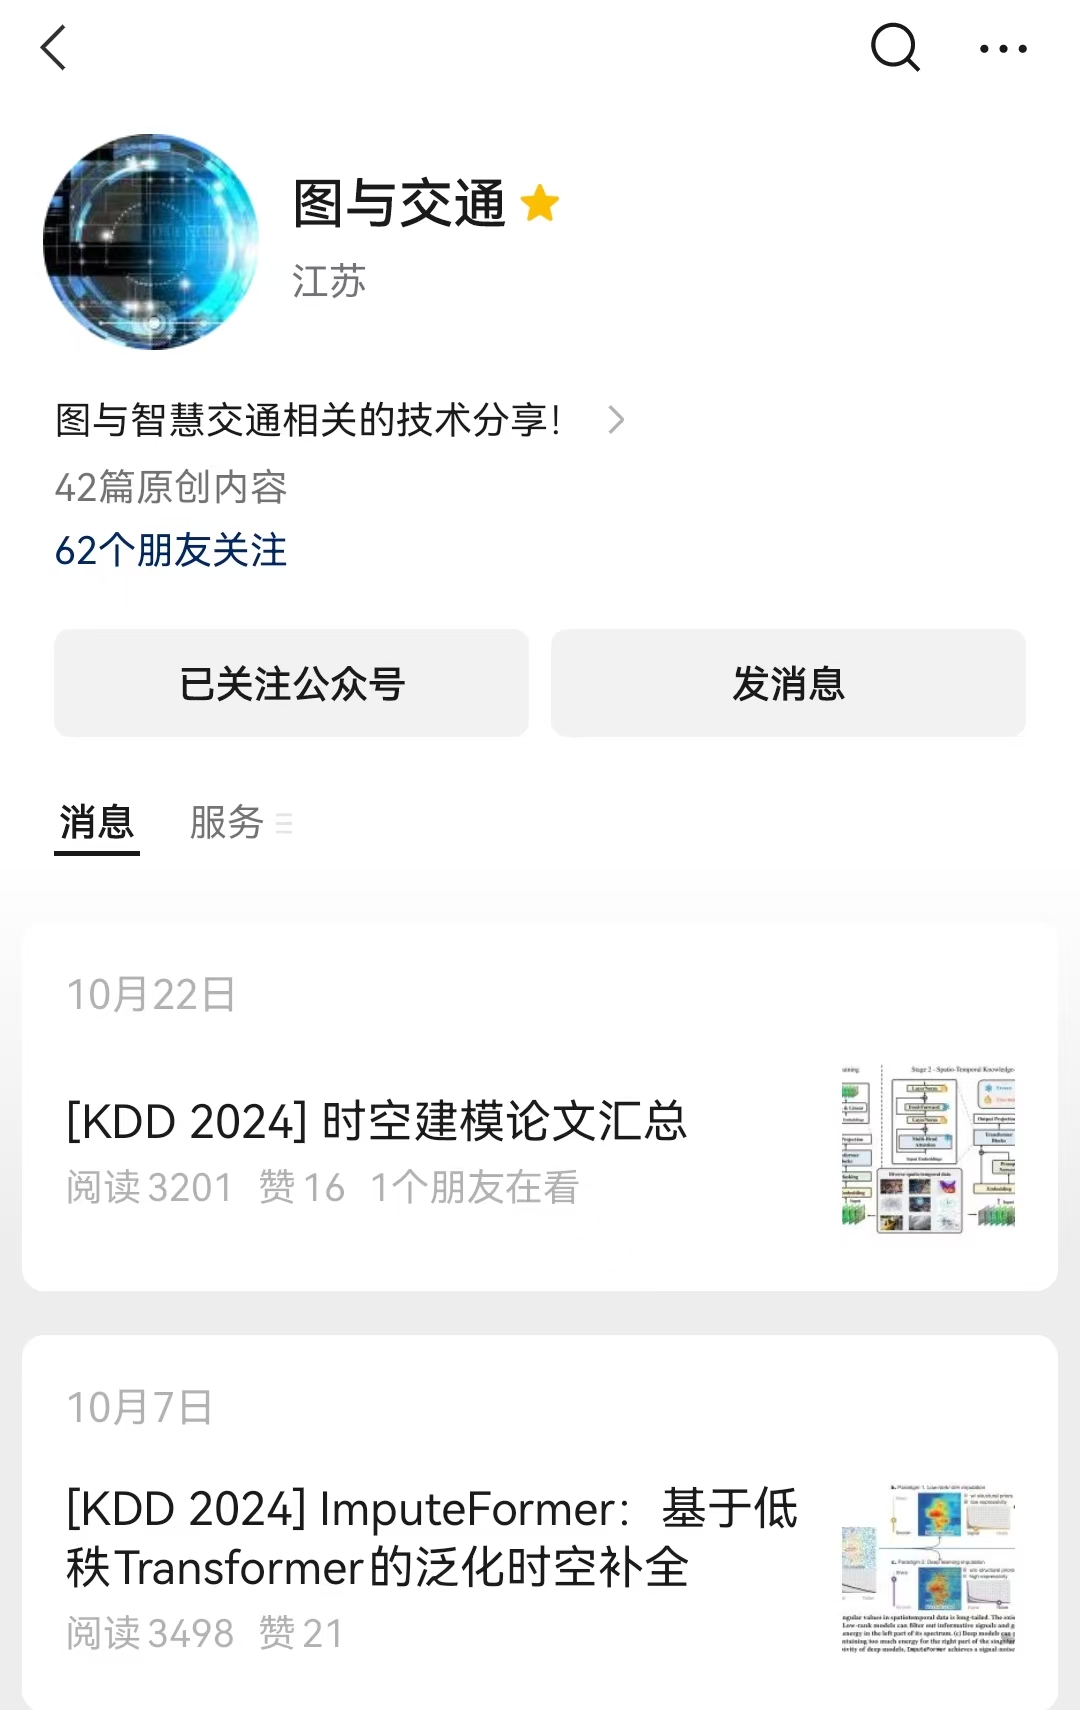 图与交通
江苏
图与智慧交通相关的技术分享！
42篇原创内容
62个朋友关注
已关注公众号
发消息
消息
服务
10月22日
[KDD 2024] 时空建模论文汇总
阅读 3201 赞 16 1个朋友在看
Stage 2 - Spatio-Temporal Knowledge
10月7日
[KDD 2024] ImputeFormer：基于低
秩Transformer的泛化时空补全
阅读 3498 赞 21